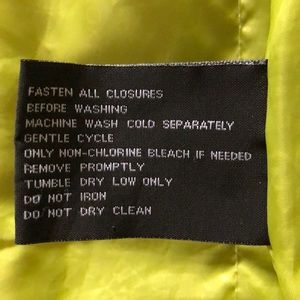 FASTEN ALL CLOSURES
BEFORE WASHING
MACHINE WASH COLD SEPARATELY
GENTLE CYCLE
ONLY NON-CHLORINE BLEACH IF NEEDED
REMOVE PROMPTLY
TUMBLE DRY LOW ONLY
DO NOT IRON
DO NOT DRY CLEAN